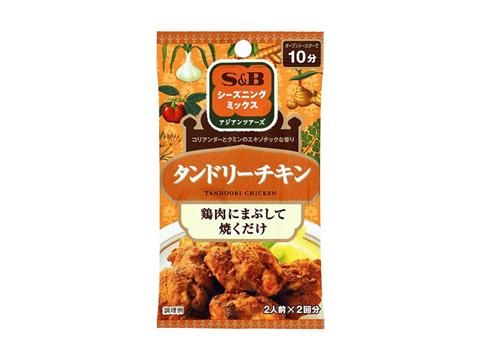 オーブントースターで
10分
S&B
シーズニング
ミックス
アジアンツアーズ
コリアンダーとクミンのエキゾチックな香り
タンドリーチキン
TANDOORI CHICKEN
鶏肉にまぶして
焼くだけ
調理例
2人前×2回分